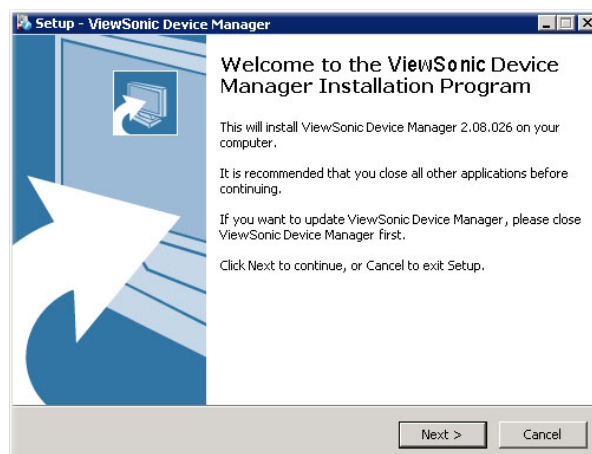 Setup - ViewSonic Device Manager
Welcome to the ViewSonic Device
Manager Installation Program
This will install ViewSonic Device Manager 2.08.026 on your
computer.
It is recommended that you close all other applications before
continuing.
If you want to update ViewSonic Device Manager, please close
ViewSonic Device Manager first.
Click Next to continue, or Cancel to exit Setup.
Next >
Cancel